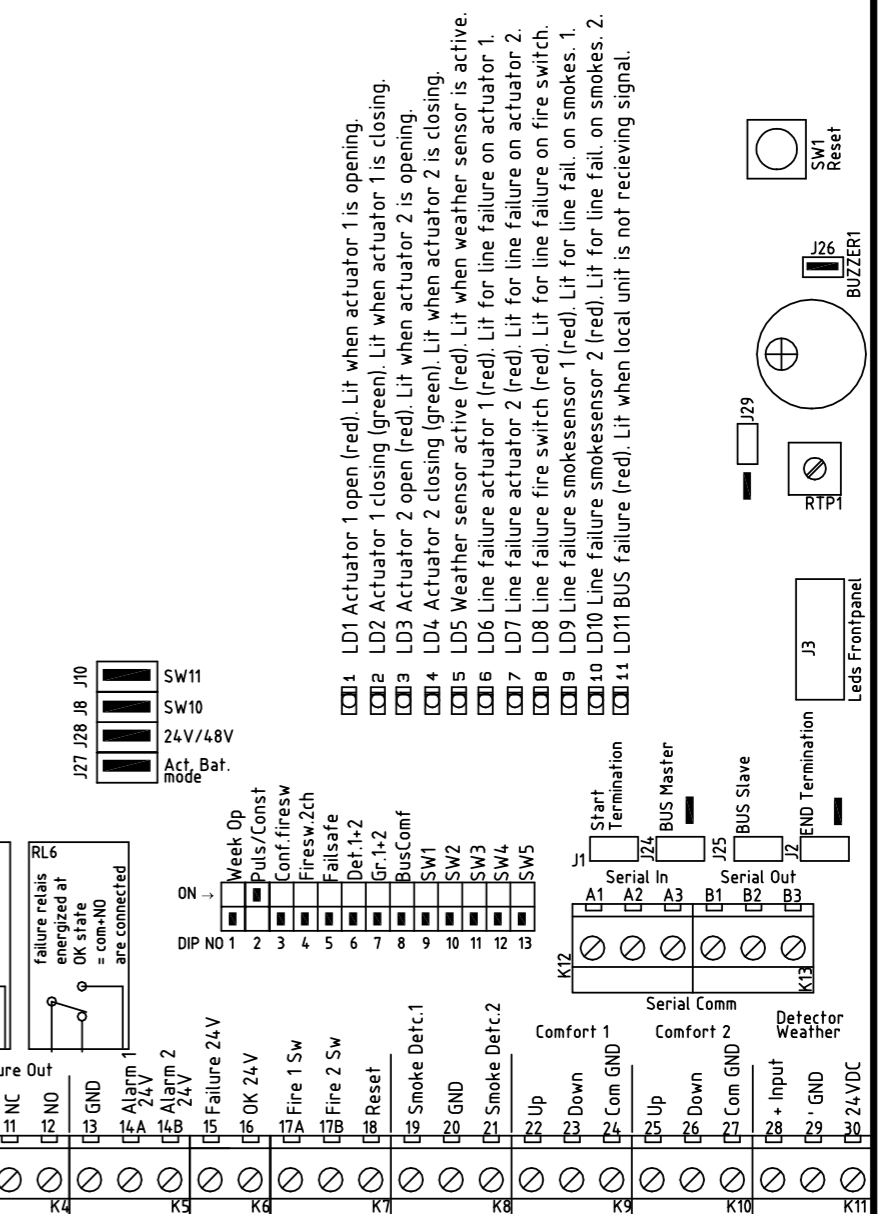 LD1 Actuator 1 open (red). Lit when actuator 1 is opening.
LD2 Actuator 1 closing (green). Lit when actuator 1 is closing.
LD3 Actuator 2 open (red). Lit when actuator 2 is opening.
LD4 Actuator 2 closing (green). Lit when actuator 2 is closing.
LD5 Weather sensor active (red). Lit when weather sensor is active.
LD6 Line failure actuator 1 (red). Lit for line failure on actuator 1.
LD7 Line failure actuator 2 (red). Lit for line failure on actuator 2.
LD8 Line failure fire switch (red). Lit for line failure on fire switch.
LD9 Line failure smokesensor 1 (red). Lit for line fail. on smokes. 1.
LD10 Line failure smokesensor 2 (red). Lit for line fail. on smokes. 2.
LD11 BUS failure (red). Lit when local unit is not recieving signal.
1
2
3
4
5
6
7
8
9
10
11
SW1
Reset
J26
BUZZER1
J29
RTP1
J3
Leds Frontpanel
J10
SW11
J8
SW10
J28
24V/48V
J27
Act, Bat.
mode
RL6
failure relais
energized at
OK state
= com+NO
are connected
Week Op
Puls/Const
Conf.firesw
Firesw.2ch
Failsafe
Det.1+2
Gr.1+2
BusComf
SW1
SW2
SW3
SW4
SW5
ON →
DIP NO 1 2 3 4 5 6 7 8 9 10 11 12 13
Start
Termination
J1
BUS Master
J24
BUS Slave
J25
END Termination
J2
Serial In
Serial Out
A1 A2 A3 B1 B2 B3
K12
K13
Serial Comm
Comfort 1
Comfort 2
Detector
Weather
ure Out
NC
NO
GND
Alarm 1
24V
Alarm 2
24V
Failure 24V
OK 24V
Fire 1 Sw
Fire 2 Sw
Reset
Smoke Detc.1
GND
Smoke Detc.2
Up
Down
Com GND
Up
Down
Com GND
+ Input
' GND
24VDC
11 12 13 14A 14B 15 16 17A 17B 18 19 20 21 22 23 24 25 26 27 28 29 30
K4 K5 K6 K7 K8 K9 K10 K11